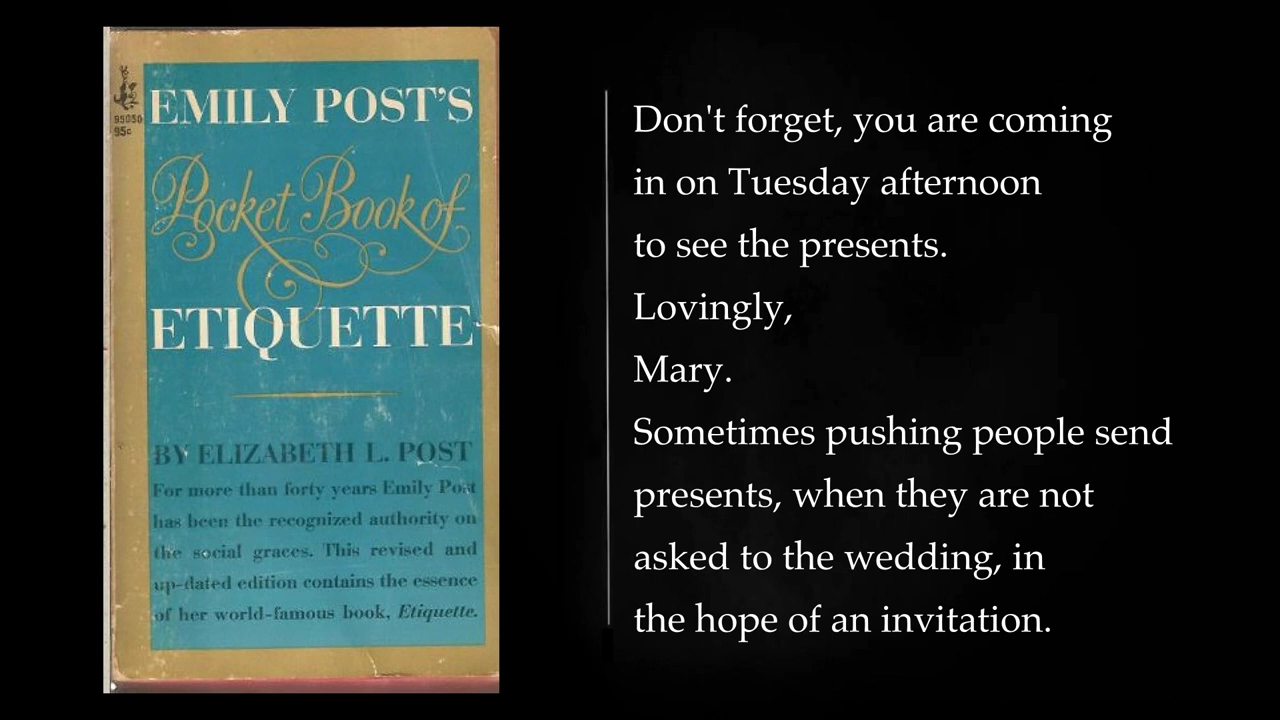 EMILY POST'S
Pocket Book of
ETIQUETTE
95050
95c
BY ELIZABETH L. POST
For more than forty years Emily Post
has been the recognized authority on
the social graces. This revised and
up-dated edition contains the essence
of her world-famous book, Etiquette.
Don't forget, you are coming
in on Tuesday afternoon
to see the presents.
Lovingly,
Mary.
Sometimes pushing people send
presents, when they are not
asked to the wedding, in
the hope of an invitation.